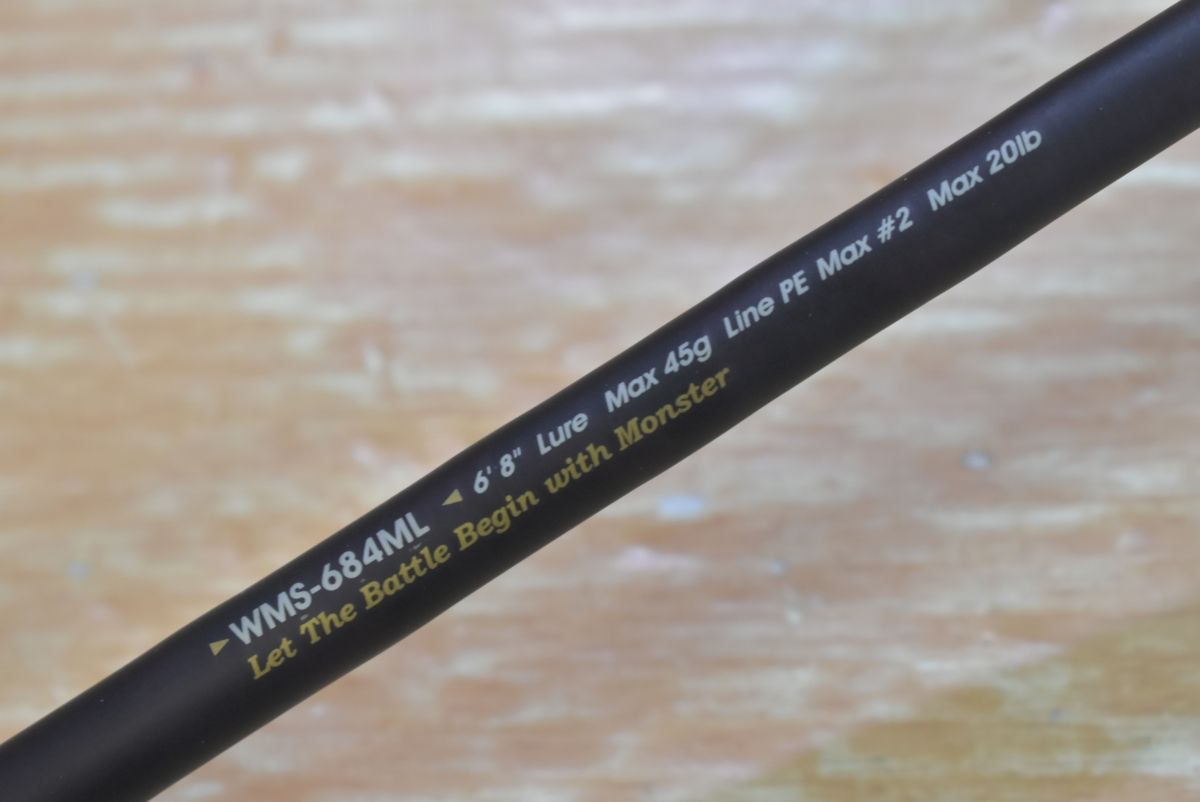 ▶WMS-684ML ◀ 6' 8" Lure Max 45g Line PE Max #2 Max 20lb
Let The Battle Begin with Monster